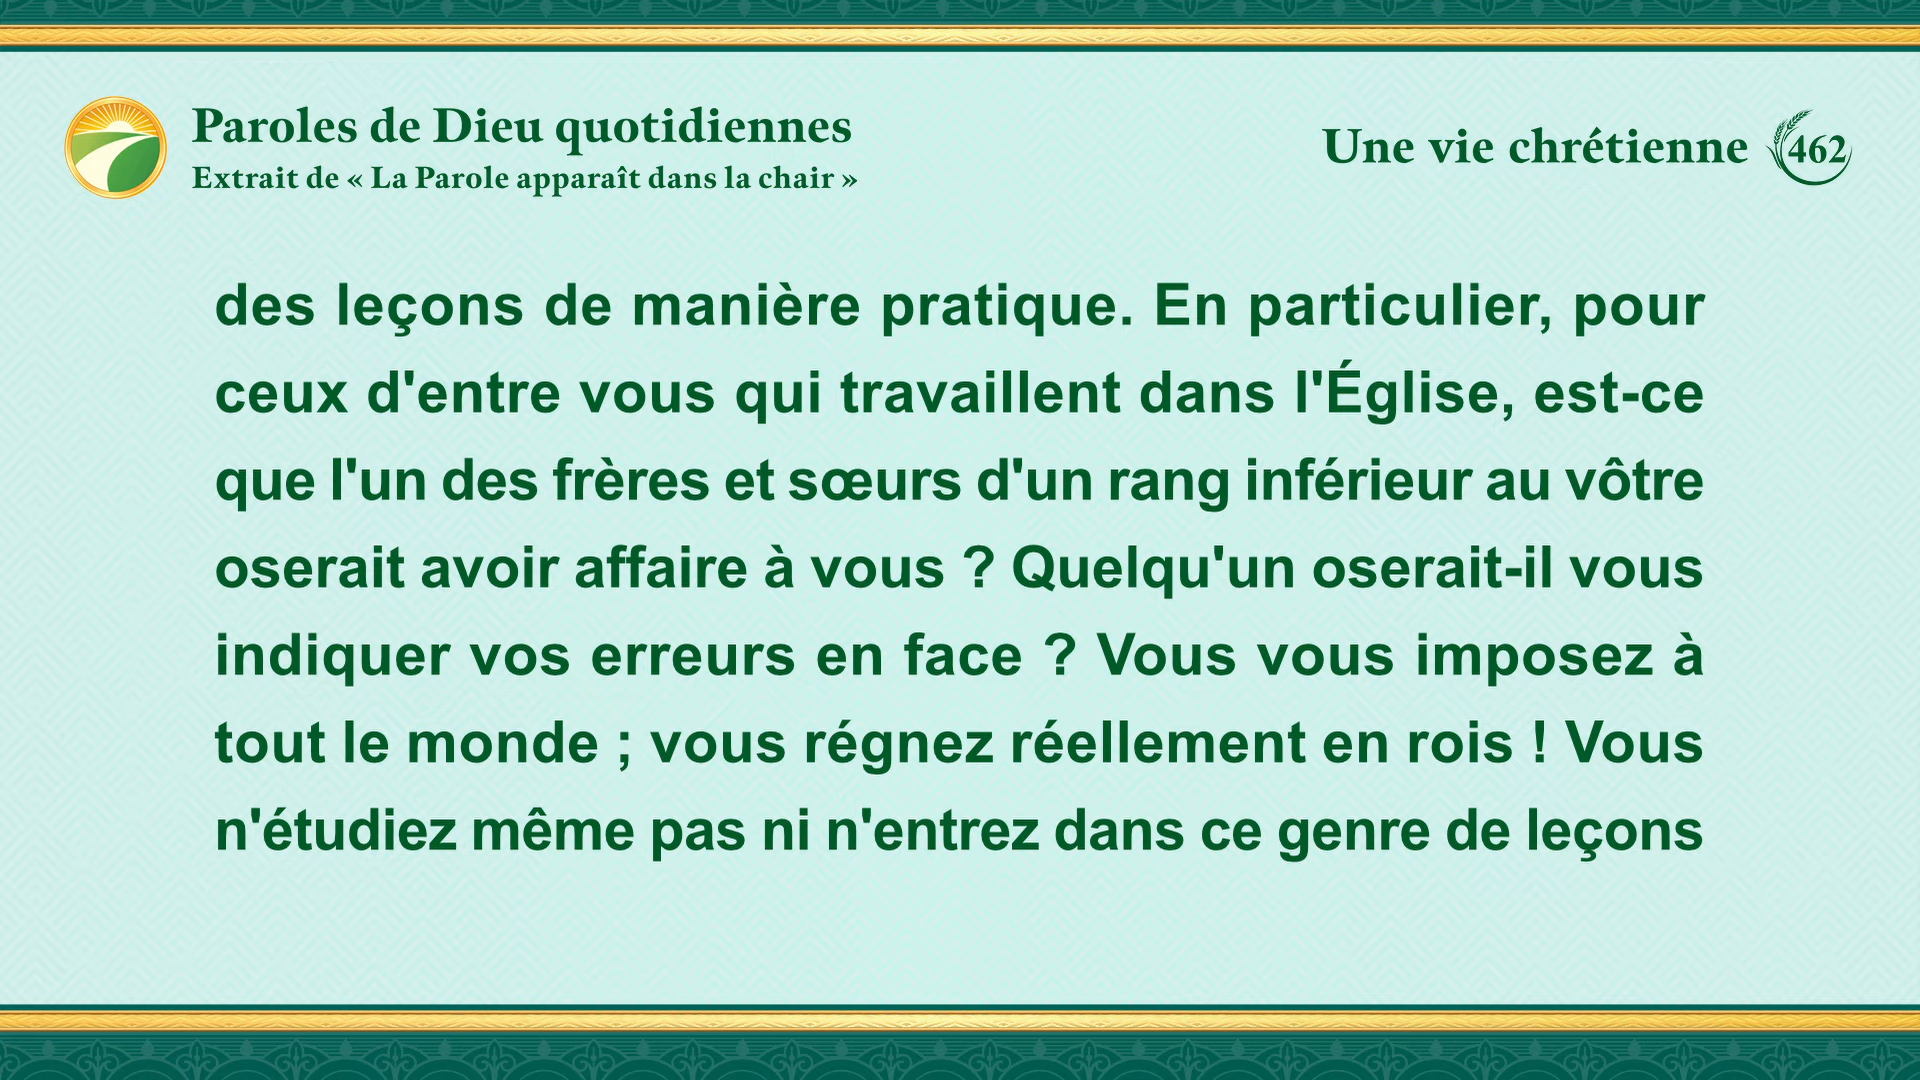 Paroles de Dieu quotidiennes
Extrait de « La Parole apparaît dans la chair »
Une vie chrétienne 462
des leçons de manière pratique. En particulier, pour
ceux d'entre vous qui travaillent dans l'Église, est-ce
que l'un des frères et sœurs d'un rang inférieur au vôtre
oserait avoir affaire à vous ? Quelqu'un oserait-il vous
indiquer vos erreurs en face ? Vous vous imposez à
tout le monde ; vous régnez réellement en rois ! Vous
n'étudiez même pas ni n'entrez dans ce genre de leçons